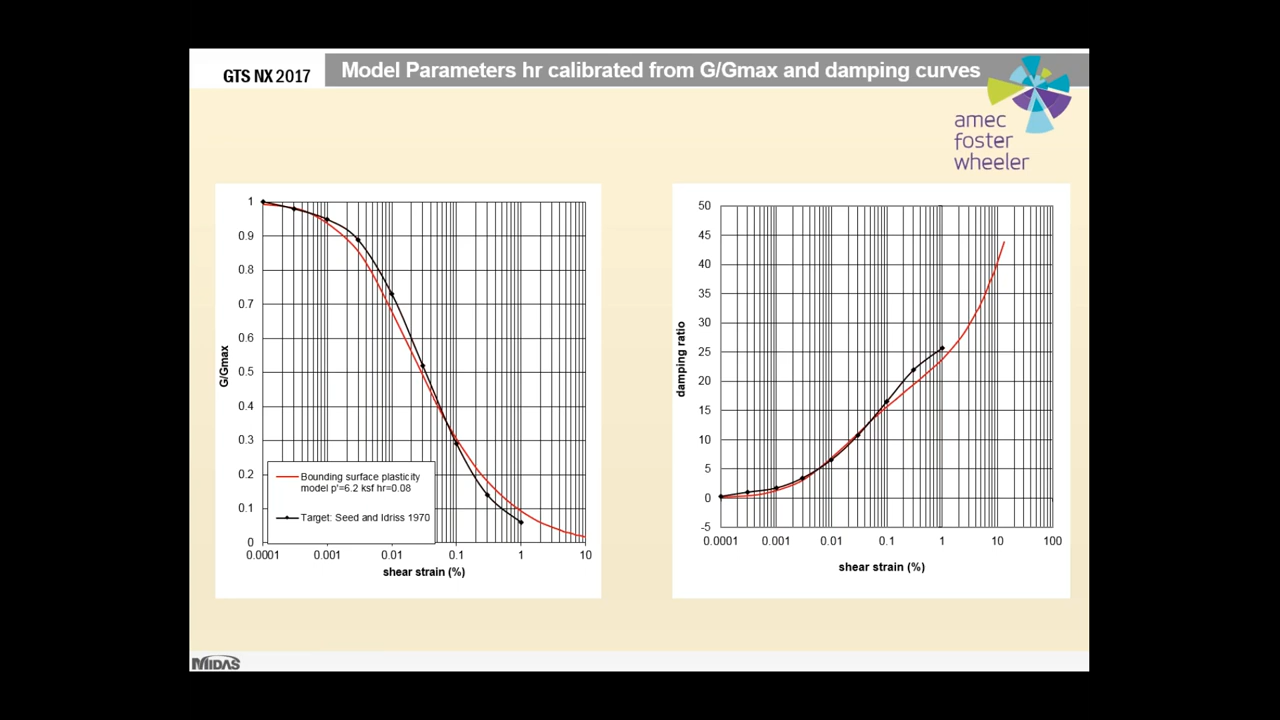 GTS NX 2017
Model Parameters hr calibrated from G/Gmax and damping curves
amec
foster
wheeler
1
0.9
0.8
0.7
0.6
0.5
0.4
0.3
0.2
0.1
0
G/Gmax
Bounding surface plasticity
model p'=6.2 ksf hr=0.08
Target: Seed and Idriss 1970
0.0001 0.001 0.01 0.1 1 10
shear strain (%)
50
45
40
35
30
25
20
15
10
5
0
-5
damping ratio
0.0001 0.001 0.01 0.1 1 10 100
shear strain (%)
MIDAS